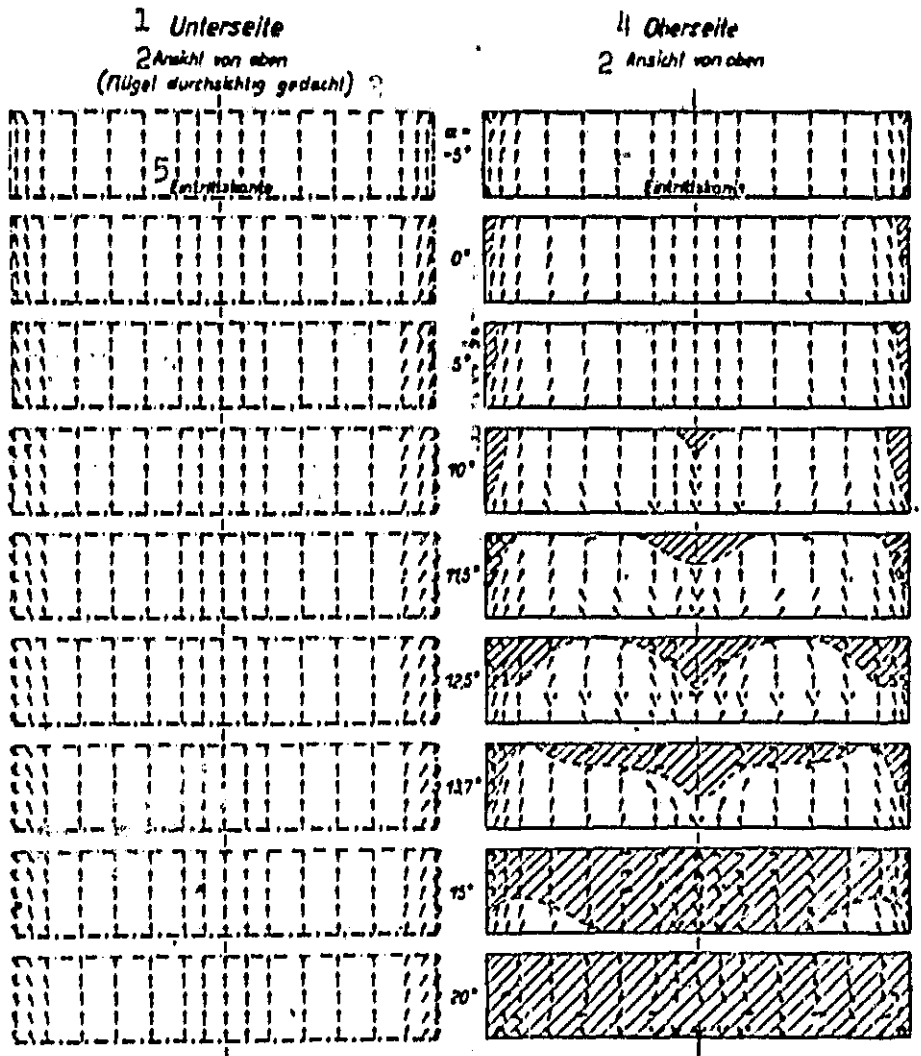 1 Unterseite
2 Ansicht von oben
(Flügel durchsichtig gedacht)
4 Oberseite
2 Ansicht von oben
α =
-5°
5 Eintrittskante
Eintrittskante
0°
5°
10°
11,5°
12,5°
13,7°
15°
20°